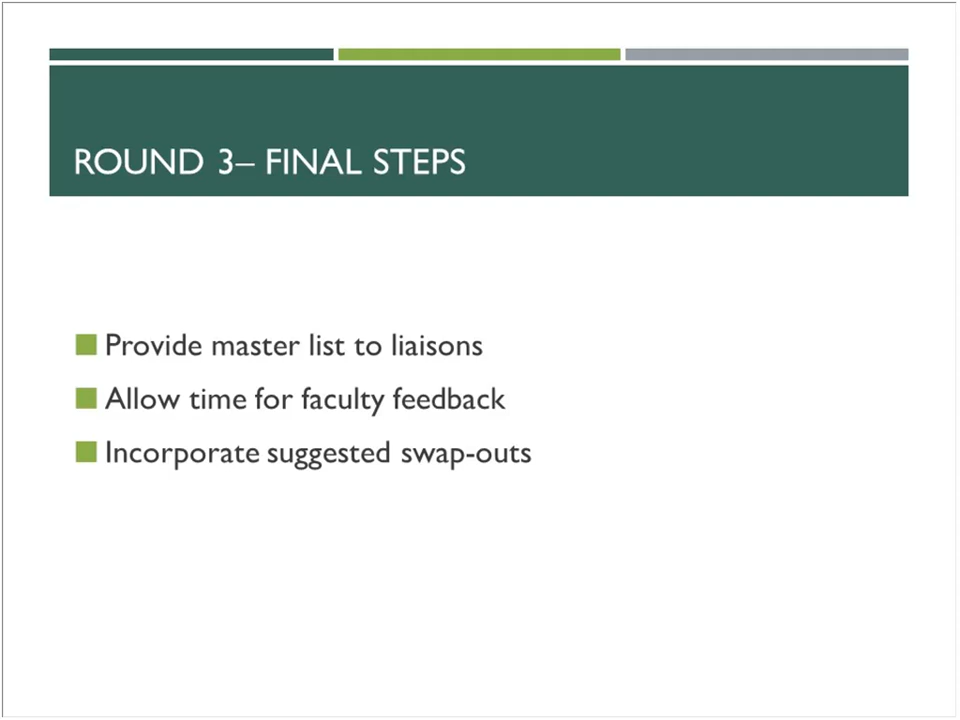 ROUND 3– FINAL STEPS
Provide master list to liaisons
Allow time for faculty feedback
Incorporate suggested swap-outs